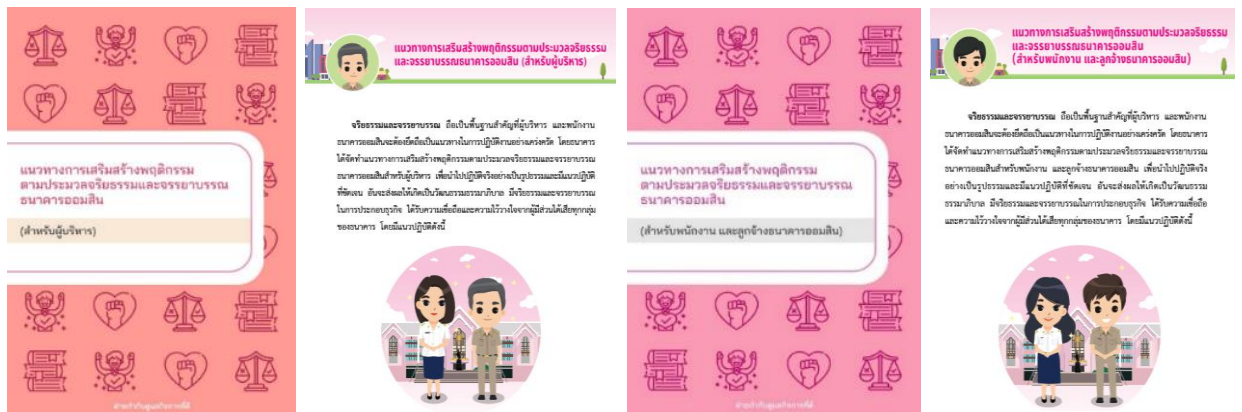 แนวทางการเสริมสร้างพฤติกรรม
ตามประมวลจริยธรรมและจรรยาบรรณ
ธนาคารออมสิน
(สำหรับผู้บริหาร)
ฝ่ายกำกับดูแลกิจการที่ดี
แนวทางการเสริมสร้างพฤติกรรมตามประมวลจริยธรรม
และจรรยาบรรณธนาคารออมสิน (สำหรับผู้บริหาร)
จริยธรรมและจรรยาบรรณ ถือเป็นพื้นฐานสำคัญที่ผู้บริหาร และพนักงาน
ธนาคารออมสินจะต้องยึดถือเป็นแนวทางในการปฏิบัติงานอย่างเคร่งครัด โดยธนาคาร
ได้จัดทำแนวทางการเสริมสร้างพฤติกรรมตามประมวลจริยธรรมและจรรยาบรรณ
ธนาคารออมสินสำหรับผู้บริหาร เพื่อนำไปปฏิบัติจริงอย่างเป็นรูปธรรมและมีแนวปฏิบัติ
ที่ชัดเจน อันจะส่งผลให้เกิดเป็นวัฒนธรรมธรรมาภิบาล มีจริยธรรมและจรรยาบรรณ
ในการประกอบธุรกิจ ได้รับความเชื่อถือและความไว้วางใจจากผู้มีส่วนได้เสียทุกกลุ่ม
ของธนาคาร โดยมีแนวปฏิบัติดังนี้
แนวทางการเสริมสร้างพฤติกรรม
ตามประมวลจริยธรรมและจรรยาบรรณ
ธนาคารออมสิน
(สำหรับพนักงาน และลูกจ้างธนาคารออมสิน)
ฝ่ายกำกับดูแลกิจการที่ดี
แนวทางการเสริมสร้างพฤติกรรมตามประมวลจริยธรรม
และจรรยาบรรณธนาคารออมสิน
(สำหรับพนักงาน และลูกจ้างธนาคารออมสิน)
จริยธรรมและจรรยาบรรณ ถือเป็นพื้นฐานสำคัญที่ผู้บริหาร และพนักงาน
ธนาคารออมสินจะต้องยึดถือเป็นแนวทางในการปฏิบัติงานอย่างเคร่งครัด โดยธนาคาร
ได้จัดทำแนวทางการเสริมสร้างพฤติกรรมตามประมวลจริยธรรมและจรรยาบรรณ
ธนาคารออมสินสำหรับพนักงาน และลูกจ้างธนาคารออมสิน เพื่อนำไปปฏิบัติจริง
อย่างเป็นรูปธรรมและมีแนวปฏิบัติที่ชัดเจน อันจะส่งผลให้เกิดเป็นวัฒนธรรม
ธรรมาภิบาล มีจริยธรรมและจรรยาบรรณในการประกอบธุรกิจ ได้รับความเชื่อถือ
และความไว้วางใจจากผู้มีส่วนได้เสียทุกกลุ่มของธนาคาร โดยมีแนวปฏิบัติดังนี้